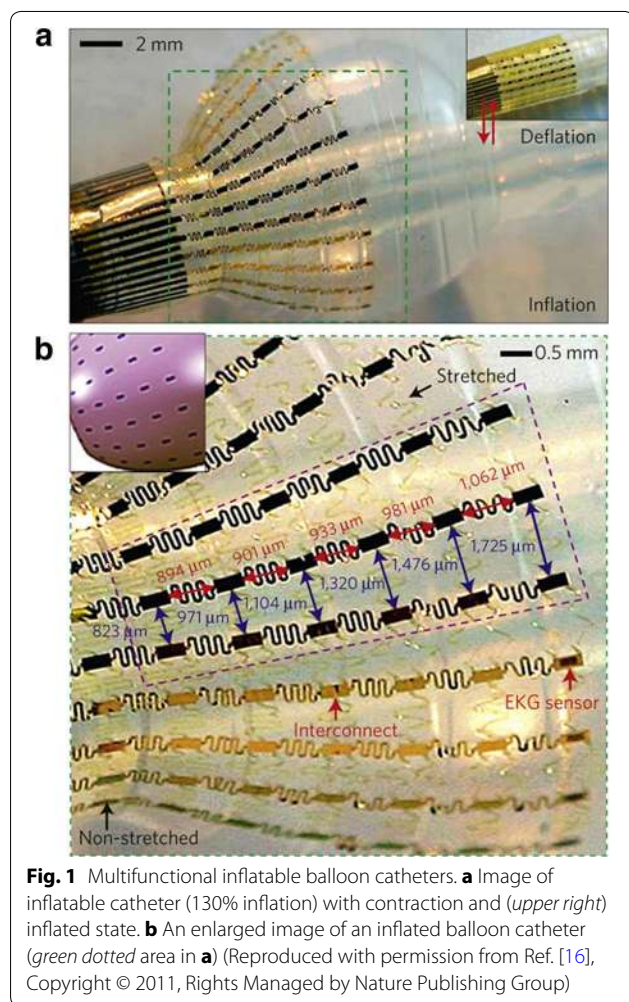 a
2 mm
Deflation
Inflation
b
0.5 mm
Stretched
1,062 µm
981 µm
933 µm
901 µm
894 µm
1,725 µm
1,476 µm
1,320 µm
1,104 µm
971 µm
823 µm
EKG sensor
Interconnect
Non-stretched
Fig. 1 Multifunctional inflatable balloon catheters. a Image of
inflatable catheter (130% inflation) with contraction and (upper right)
inflated state. b An enlarged image of an inflated balloon catheter
(green dotted area in a) (Reproduced with permission from Ref. [16],
Copyright © 2011, Rights Managed by Nature Publishing Group)